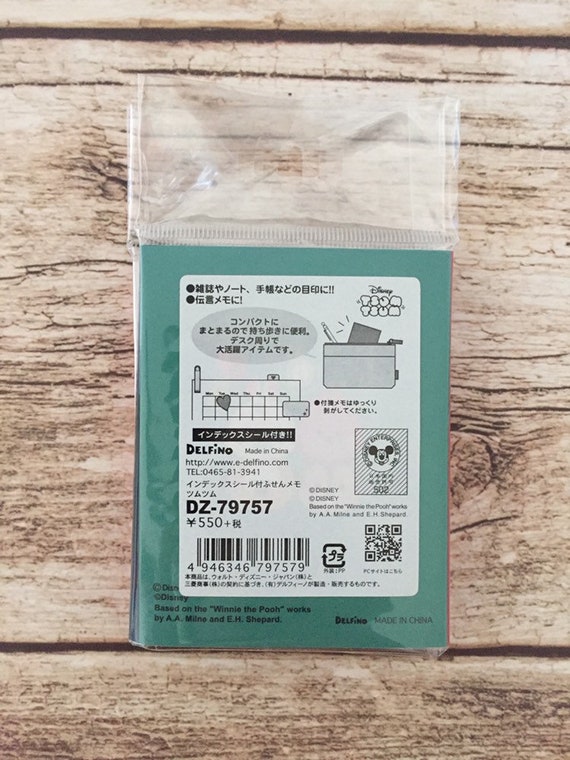 ●雑誌やノート、手帳などの目印に!!
●伝言メモに!
Disney
TSUM
TSUM
コンパクトに
まとまるので持ち歩きに便利。
デスク周りで
大活躍アイテムです。
Mon Tue Wed Thu Fri Sat Sun
●付箋メモはゆっくり
剥がしてください。
インデックスシール付き!!
DELFINO Made in China
http://www.e-delfino.com
TEL:0465-81-3941
インデックスシール付ふせんメモ
ツムツム
DZ-79757
¥550+税
©DISNEY
©DISNEY
Based on the "Winnie the Pooh" works
by A.A. Milne and E.H. Shepard.
4 946346 797579
プラ
外装:PP
PCサイトはこちら
本商品は、ウォルト・ディズニー・ジャパン(株)と
三菱商事(株)の契約に基づき、(有)デルフィーノが製造・販売するものです。
©Disney
©Disney
Based on the "Winnie the Pooh" works
by A.A. Milne and E.H. Shepard.
DELFINO MADE IN CHINA